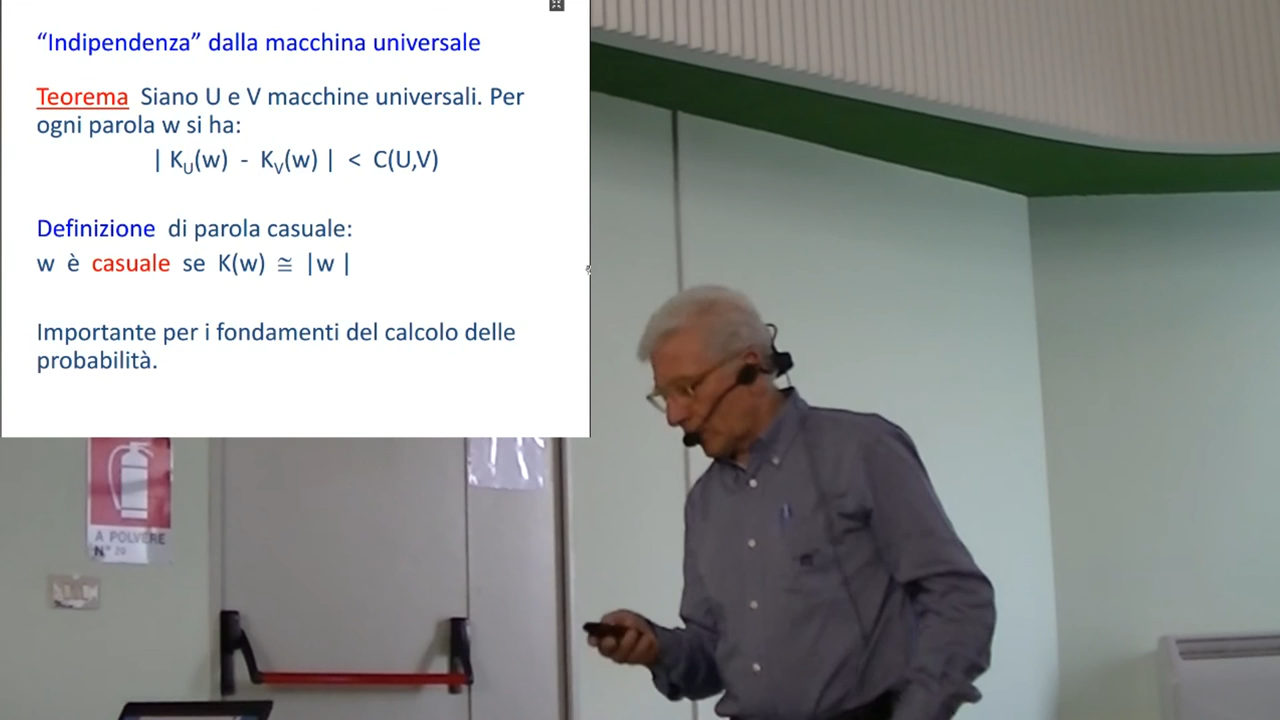 “Indipendenza” dalla macchina universale
Teorema Siano U e V macchine universali. Per
ogni parola w si ha:
| K_U(w) - K_V(w) | < C(U,V)
Definizione di parola casuale:
w è casuale se K(w) ≅ |w |
Importante per i fondamenti del calcolo delle
probabilità.
A POLVERE
N° 29